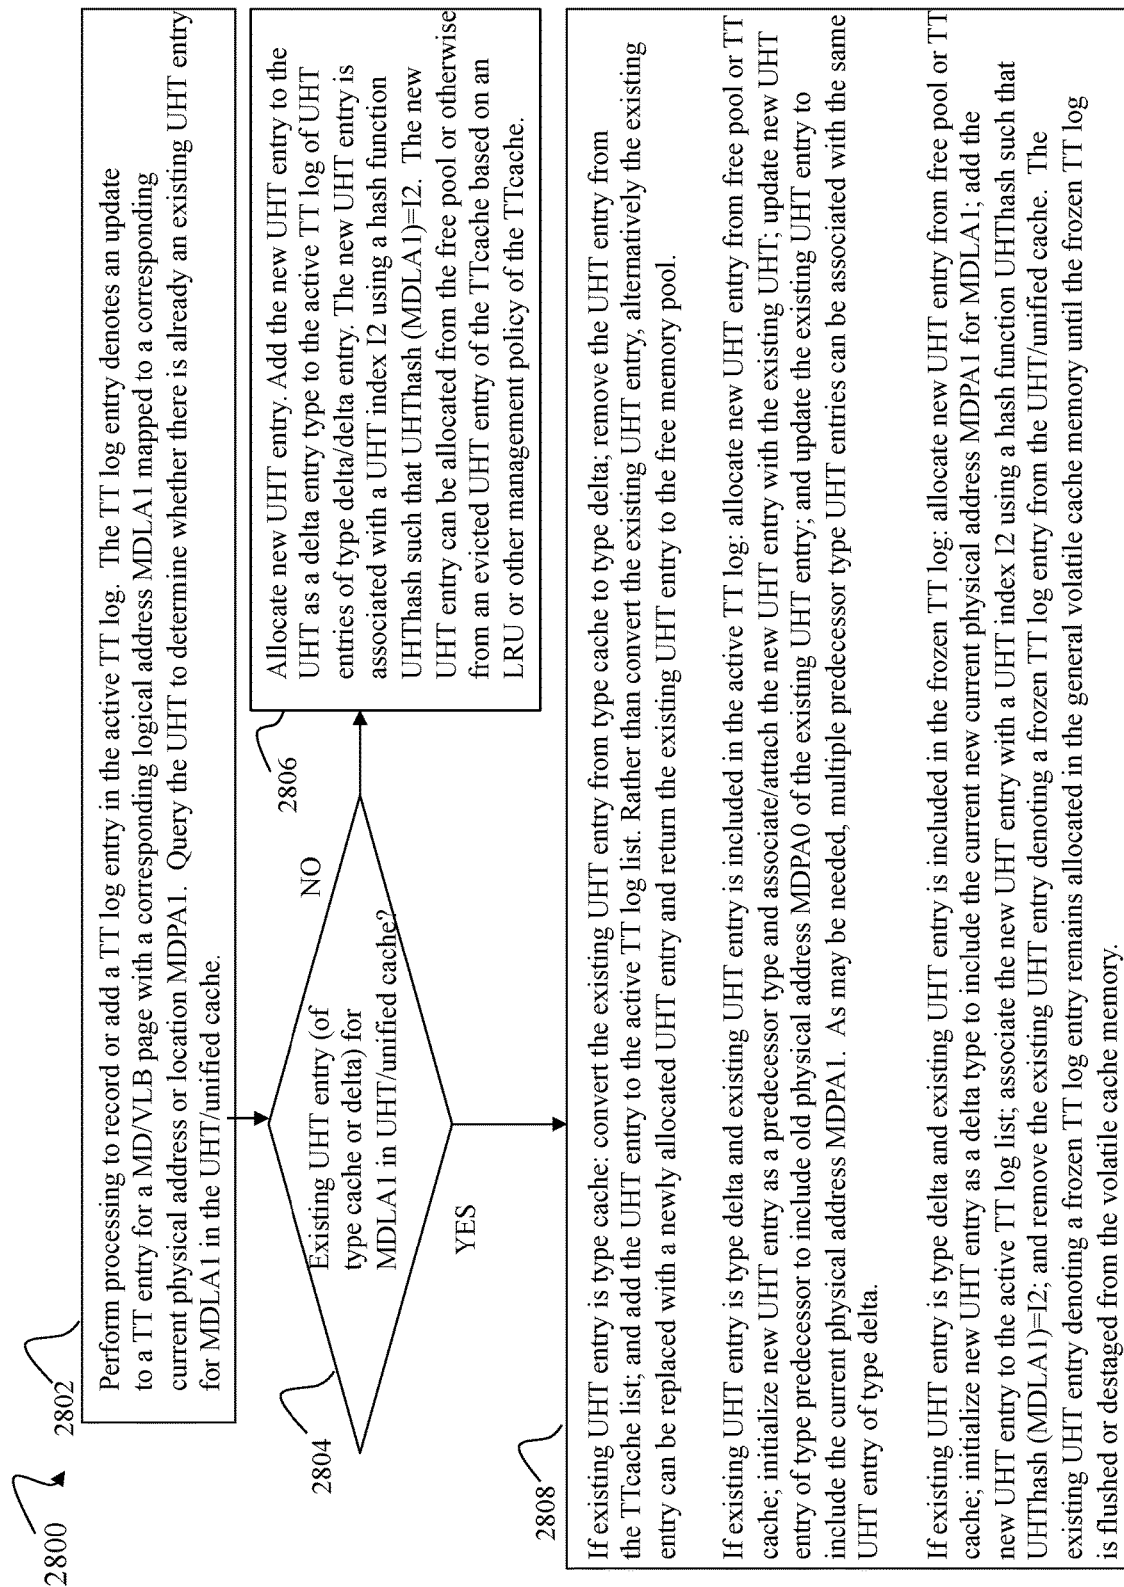 2800
2802
Perform processing to record or add a TT log entry in the active TT log. The TT log entry denotes an update
to a TT entry for a MD/VLB page with a corresponding logical address MDLA1 mapped to a corresponding
current physical address or location MDPA1. Query the UHT to determine whether there is already an existing UHT entry
for MDLA1 in the UHT/unified cache.
2804
Existing UHT entry (of
type cache or delta) for
MDLA1 in UHT/unified cache?
NO
YES
2806
Allocate new UHT entry. Add the new UHT entry to the
UHT as a delta entry type to the active TT log of UHT
entries of type delta/delta entry. The new UHT entry is
associated with a UHT index I2 using a hash function
UHThash such that UHThash (MDLA1)=I2. The new
UHT entry can be allocated from the free pool or otherwise
from an evicted UHT entry of the TTcache based on an
LRU or other management policy of the TTcache.
2808
If existing UHT entry is type cache: convert the existing UHT entry from type cache to type delta; remove the UHT entry from
the TTcache list; and add the UHT entry to the active TT log list. Rather than convert the existing UHT entry, alternatively the existing
entry can be replaced with a newly allocated UHT entry and return the existing UHT entry to the free memory pool.
If existing UHT entry is type delta and existing UHT entry is included in the active TT log: allocate new UHT entry from free pool or TT
cache; initialize new UHT entry as a predecessor type and associate/attach the new UHT entry with the existing UHT; update new UHT
entry of type predecessor to include old physical address MDPA0 of the existing UHT entry; and update the existing UHT entry to
include the current physical address MDPA1. As may be needed, multiple predecessor type UHT entries can be associated with the same
UHT entry of type delta.
If existing UHT entry is type delta and existing UHT entry is included in the frozen TT log: allocate new UHT entry from free pool or TT
cache; initialize new UHT entry as a delta type to include the current new current physical address MDPA1 for MDLA1; add the
new UHT entry to the active TT log list; associate the new UHT entry with a UHT index I2 using a hash function UHThash such that
UHThash (MDLA1)=I2; and remove the existing UHT entry denoting a frozen TT log entry from the UHT/unified cache. The
existing UHT entry denoting a frozen TT log entry remains allocated in the general volatile cache memory until the frozen TT log
is flushed or destaged from the volatile cache memory.